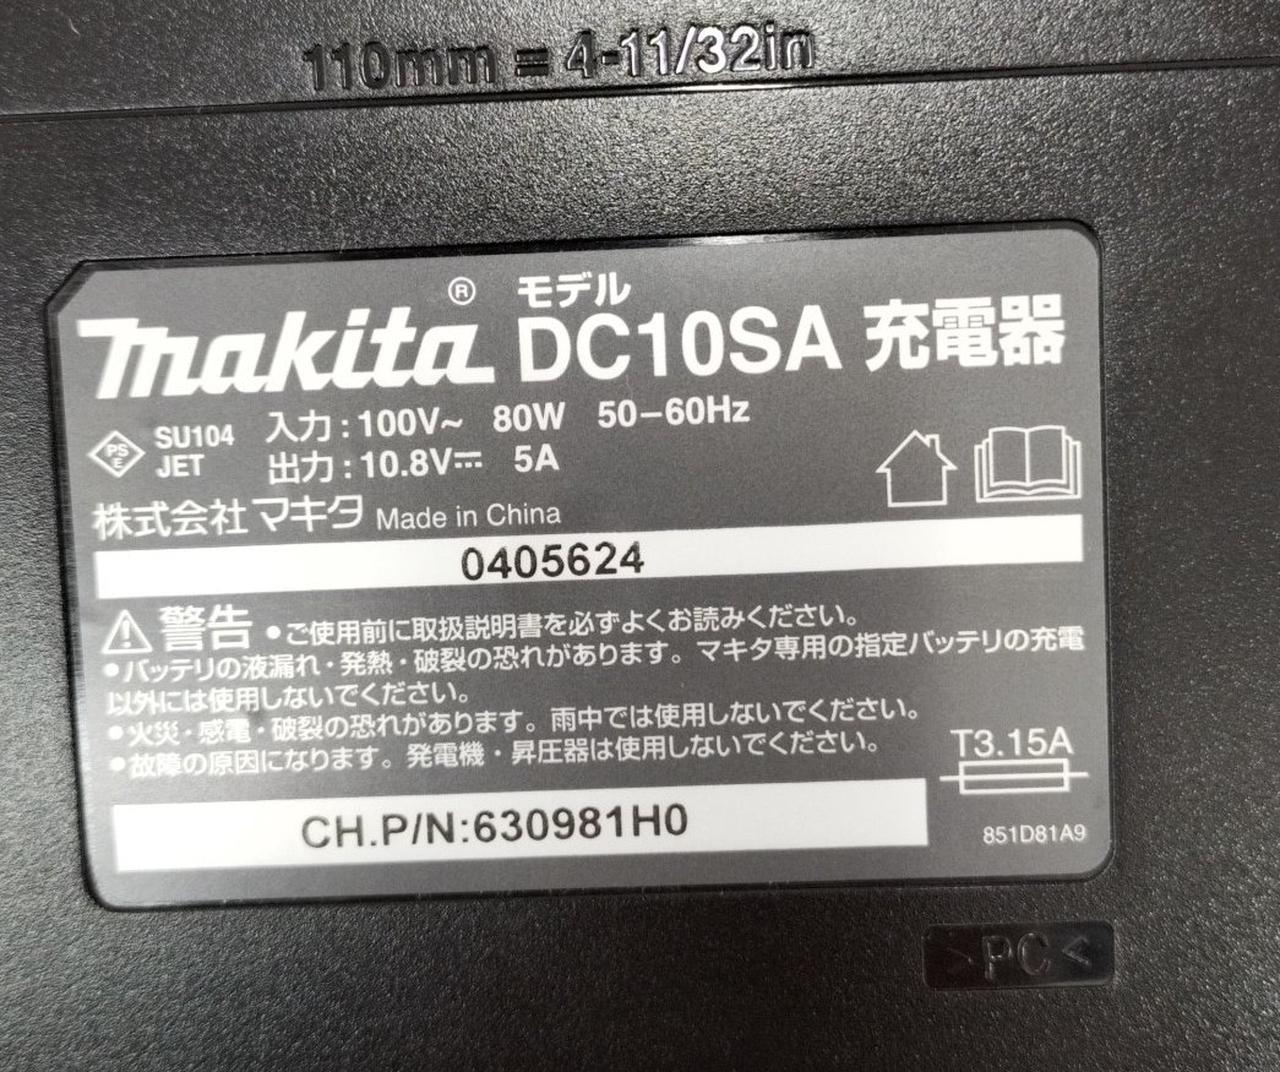 110mm = 4-11/32in
makita® モデル
DC10SA 充電器
PSE SU104 入力:100V~ 80W 50-60Hz
JET 出力:10.8V⎓ 5A
株式会社マキタ Made in China
0405624
⚠警告 •ご使用前に取扱説明書を必ずよくお読みください。
•バッテリの液漏れ・発熱・破裂の恐れがあります。マキタ専用の指定バッテリの充電
以外には使用しないでください。
•火災・感電・破裂の恐れがあります。雨中では使用しないでください。
•故障の原因になります。発電機・昇圧器は使用しないでください。
T3.15A
CH.P/N:630981H0
851D81A9
>PC<